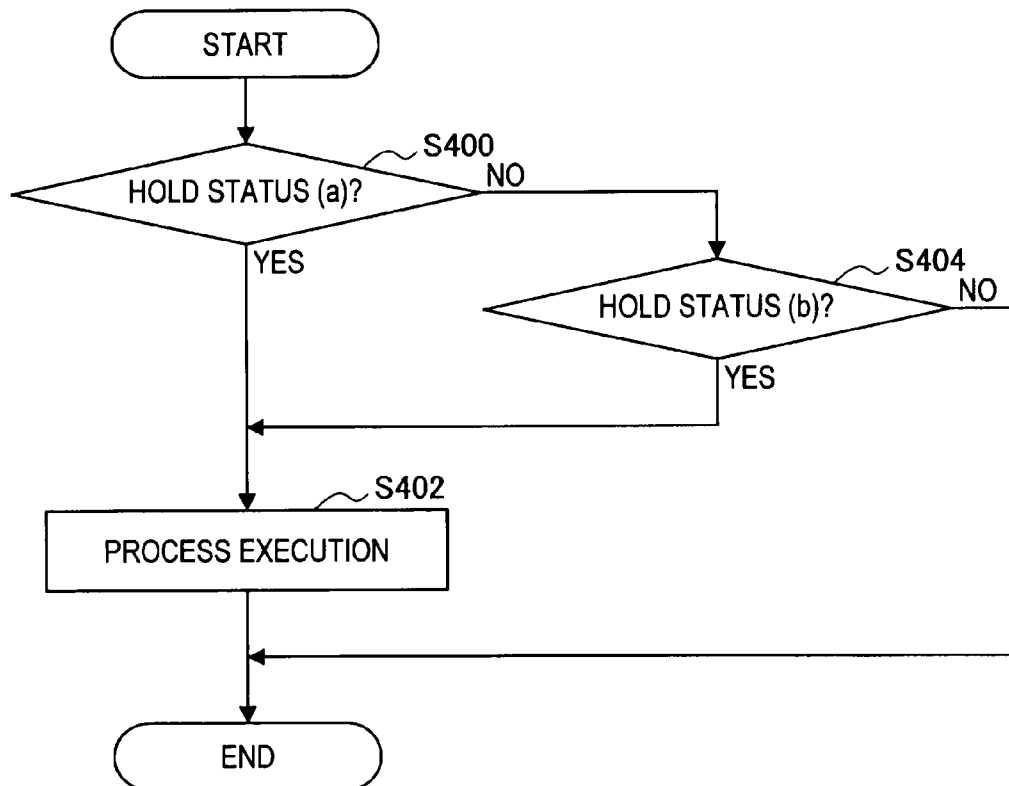 START
S400
HOLD STATUS (a)?
NO
YES
S404
HOLD STATUS (b)?
NO
YES
S402
PROCESS EXECUTION
END